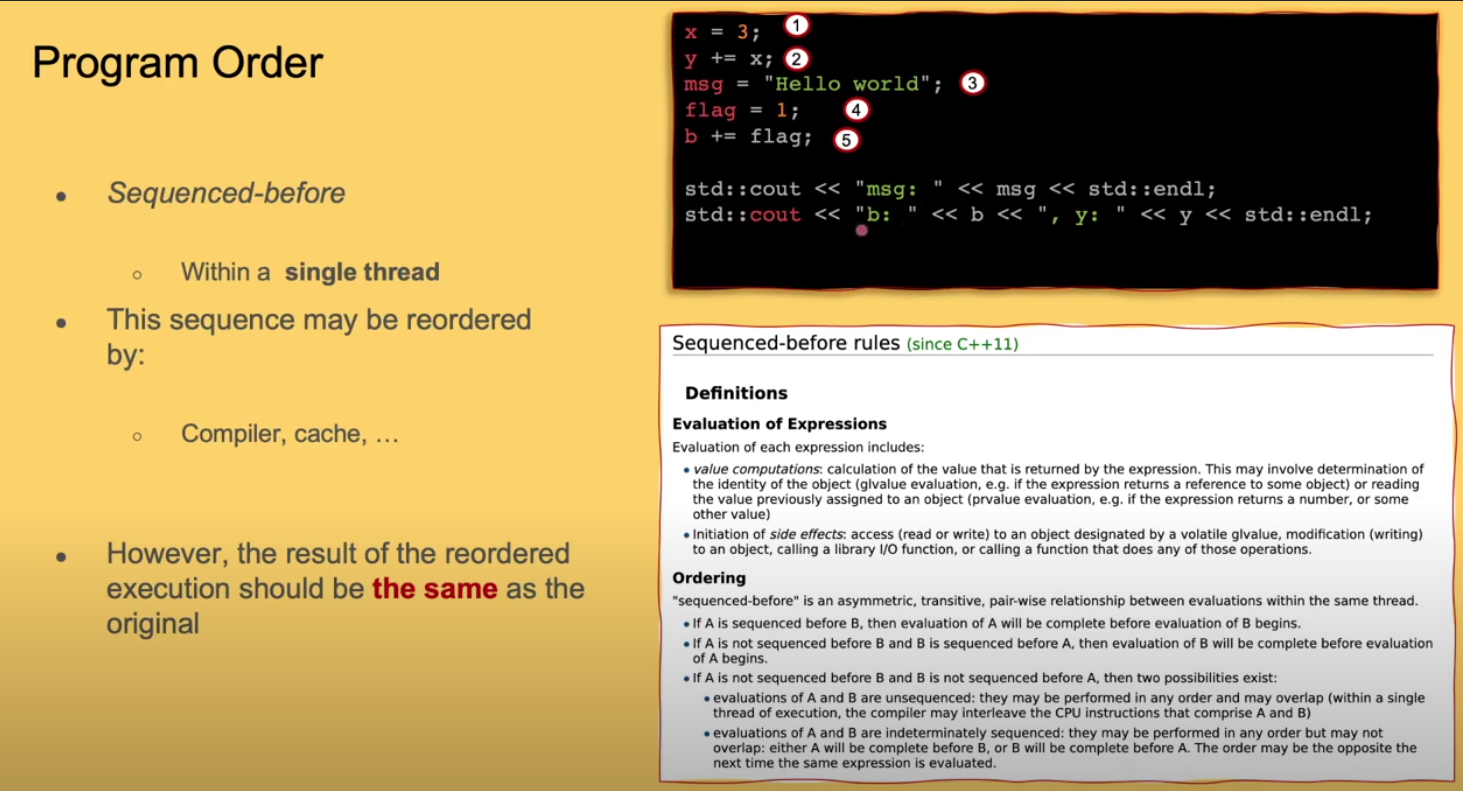 Program Order
• Sequenced-before
○ Within a single thread
• This sequence may be reordered
by:
○ Compiler, cache, …
• However, the result of the reordered
execution should be the same as the
original
x = 3; 1
y += x; 2
msg = "Hello world"; 3
flag = 1; 4
b += flag; 5
std::cout << "msg: " << msg << std::endl;
std::cout << "b: " << b << ", y: " << y << std::endl;
Sequenced-before rules (since C++11)
Definitions
Evaluation of Expressions
Evaluation of each expression includes:
• value computations: calculation of the value that is returned by the expression. This may involve determination of
the identity of the object (glvalue evaluation, e.g. if the expression returns a reference to some object) or reading
the value previously assigned to an object (prvalue evaluation, e.g. if the expression returns a number, or some
other value)
• Initiation of side effects: access (read or write) to an object designated by a volatile glvalue, modification (writing)
to an object, calling a library I/O function, or calling a function that does any of those operations.
Ordering
"sequenced-before" is an asymmetric, transitive, pair-wise relationship between evaluations within the same thread.
• If A is sequenced before B, then evaluation of A will be complete before evaluation of B begins.
• If A is not sequenced before B and B is sequenced before A, then evaluation of B will be complete before evaluation
of A begins.
• If A is not sequenced before B and B is not sequenced before A, then two possibilities exist:
• evaluations of A and B are unsequenced: they may be performed in any order and may overlap (within a single
thread of execution, the compiler may interleave the CPU instructions that comprise A and B)
• evaluations of A and B are indeterminately sequenced: they may be performed in any order but may not
overlap: either A will be complete before B, or B will be complete before A. The order may be the opposite the
next time the same expression is evaluated.